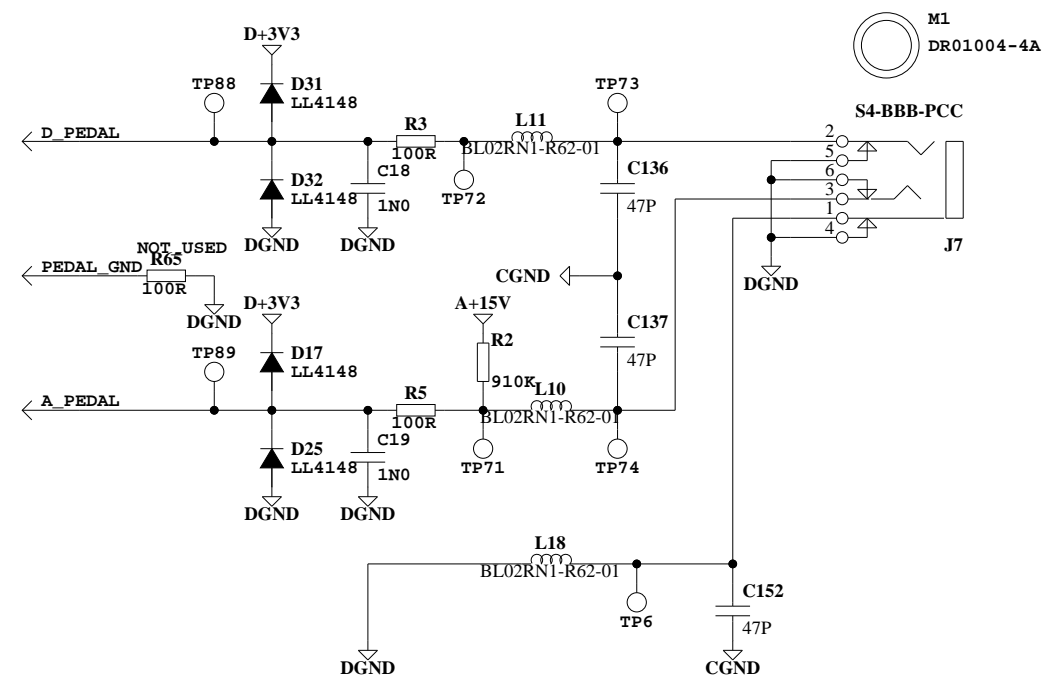 M1
DR01004-4A
D+3V3
TP88
D31
LL4148
TP73
S4-BBB-PCC
D_PEDAL
R3
100R
L11
BL02RN1-R62-01
2
5
6
3
1
4
J7
D32
LL4148
C18
1N0
TP72
C136
47P
DGND
DGND
DGND
NOT_USED
PEDAL_GND
R65
100R
DGND
CGND
D+3V3
A+15V
C137
47P
R2
910K
TP89
D17
LL4148
A_PEDAL
R5
100R
L10
BL02RN1-R62-01
D25
LL4148
C19
1N0
TP71
TP74
DGND
DGND
L18
BL02RN1-R62-01
TP6
C152
47P
DGND
CGND